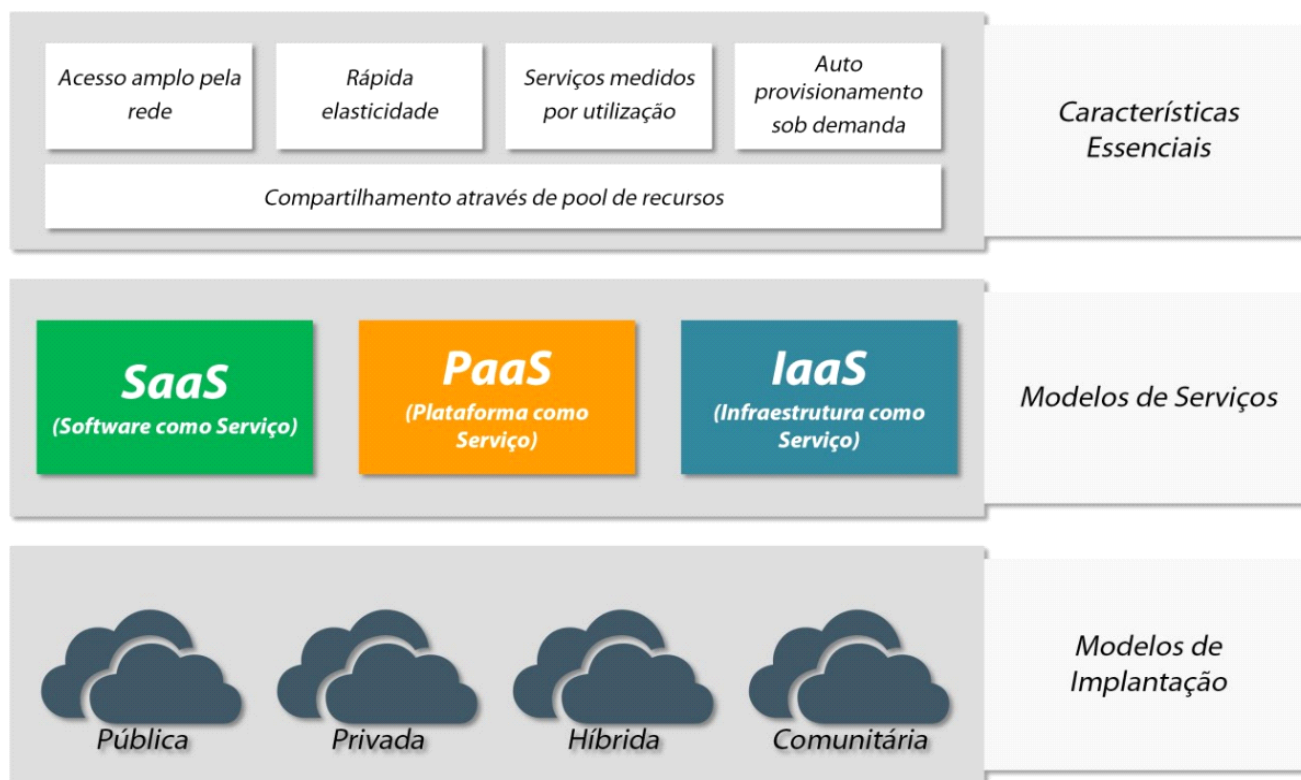 Acesso amplo pela
rede
Rápida
elasticidade
Serviços medidos
por utilização
Auto
provisionamento
sob demanda
Compartilhamento através de pool de recursos
Características
Essenciais
SaaS
(Software como Serviço)
PaaS
(Plataforma como
Serviço)
IaaS
(Infraestrutura como
Serviço)
Modelos de Serviços
Pública
Privada
Híbrida
Comunitária
Modelos de
Implantação